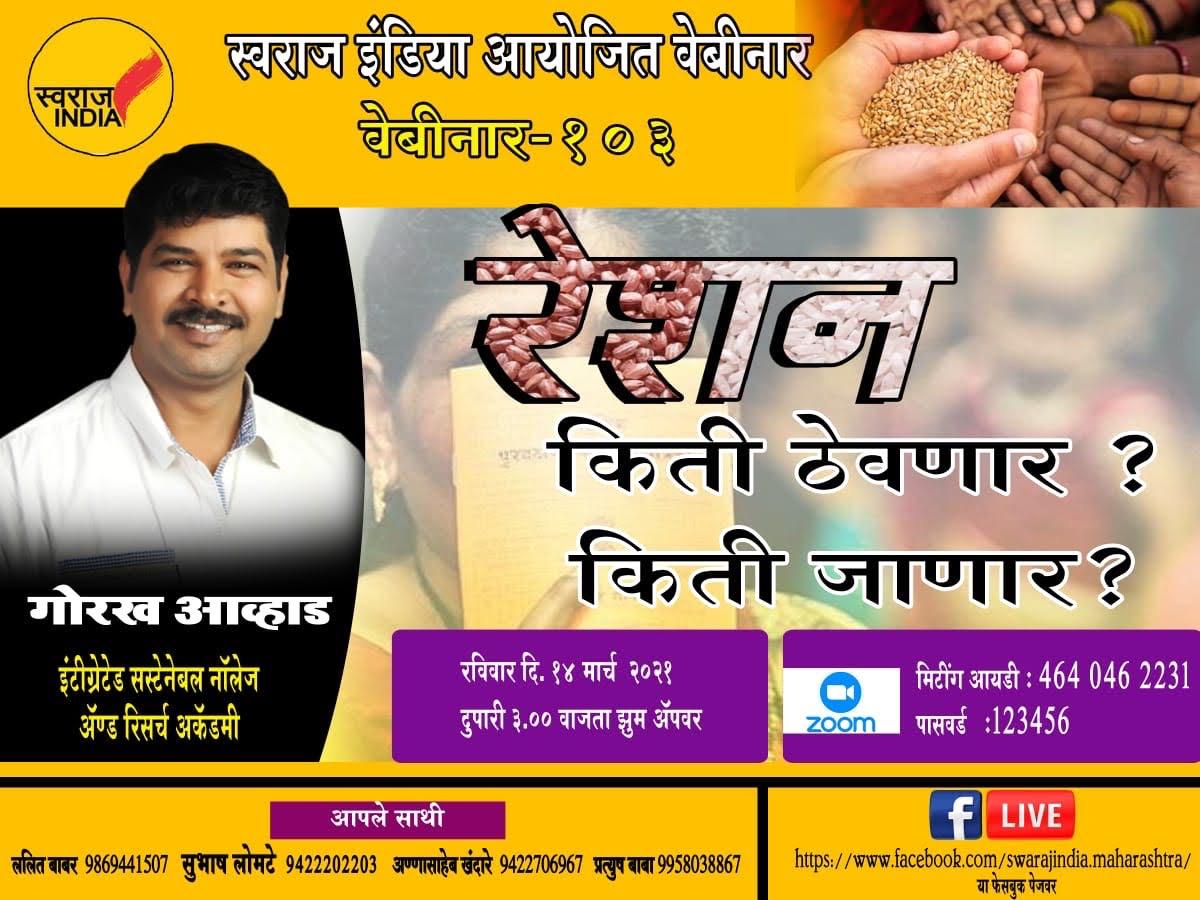 स्वराज
INDIA
स्वराज इंडिया आयोजित वेबीनार
वेबीनार-१०३
रेशन
किती ठेवणार ?
किती जाणार?
गोरख आव्हाड
इंटीग्रेटेड सस्टेनेबल नॉलेज
ॲण्ड रिसर्च अकॅडमी
रविवार दि. १४ मार्च २०२१
दुपारी ३.०० वाजता झुम ॲपवर
zoom
मिटींग आयडी : 464 046 2231
पासवर्ड :123456
आपले साथी
ललित बाबर 9869441507 सुभाष लोमटे 9422202203 अण्णासाहेब खंदारे 9422706967 प्रत्युष बाबा 9958038867
f LIVE
https://www.facebook.com/swarajindia.maharashtra/
या फेसबुक पेजवर